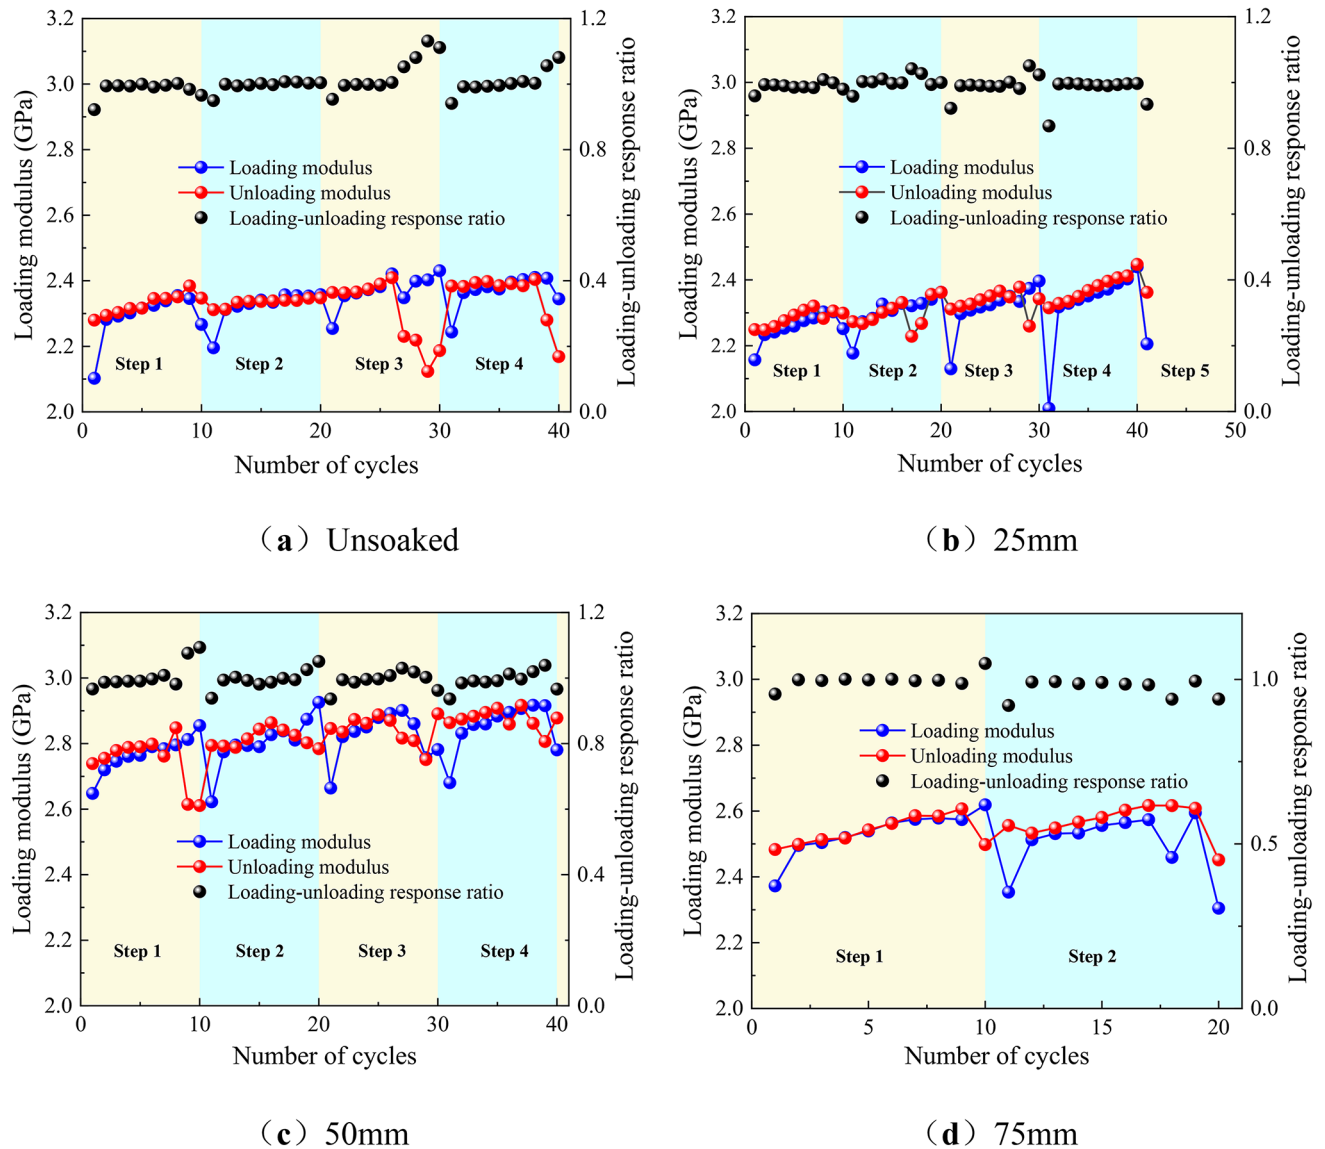 3.2
3.0
2.8
2.6
2.4
2.2
2.0
Loading modulus (GPa)
1.2
0.8
0.4
0.0
Loading-unloading response ratio
Loading modulus
Unloading modulus
Loading-unloading response ratio
Step 1
Step 2
Step 3
Step 4
0 10 20 30 40
Number of cycles
（a）Unsoaked
3.2
3.0
2.8
2.6
2.4
2.2
2.0
Loading modulus (GPa)
1.2
0.8
0.4
0.0
Loading-unloading response ratio
Loading modulus
Unloading modulus
Loading-unloading response ratio
Step 1
Step 2
Step 3
Step 4
Step 5
0 10 20 30 40 50
Number of cycles
（b）25mm
3.2
3.0
2.8
2.6
2.4
2.2
2.0
Loading modulus (GPa)
1.2
0.8
0.4
0.0
Loading-unloading response ratio
Loading modulus
Unloading modulus
Loading-unloading response ratio
Step 1
Step 2
Step 3
Step 4
0 10 20 30 40
Number of cycles
（c）50mm
3.2
3.0
2.8
2.6
2.4
2.2
2.0
Loading modulus (GPa)
1.0
0.5
0.0
Loading-unloading response ratio
Loading modulus
Unloading modulus
Loading-unloading response ratio
Step 1
Step 2
0 5 10 15 20
Number of cycles
（d）75mm